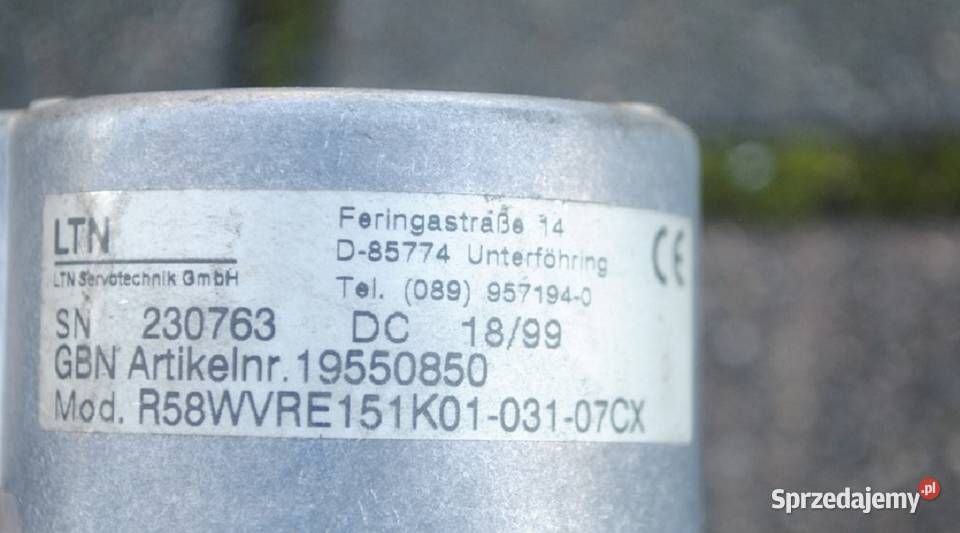 LTN
LTN Servotechnik GmbH
Feringastraße 14
D-85774 Unterföhring
Tel. (089) 957194-0
CE
SN 230763 DC 18/99
GBN Artikelnr. 19550850
Mod. R58WVRE151K01-031-07CX
Sprzedajemy.pl